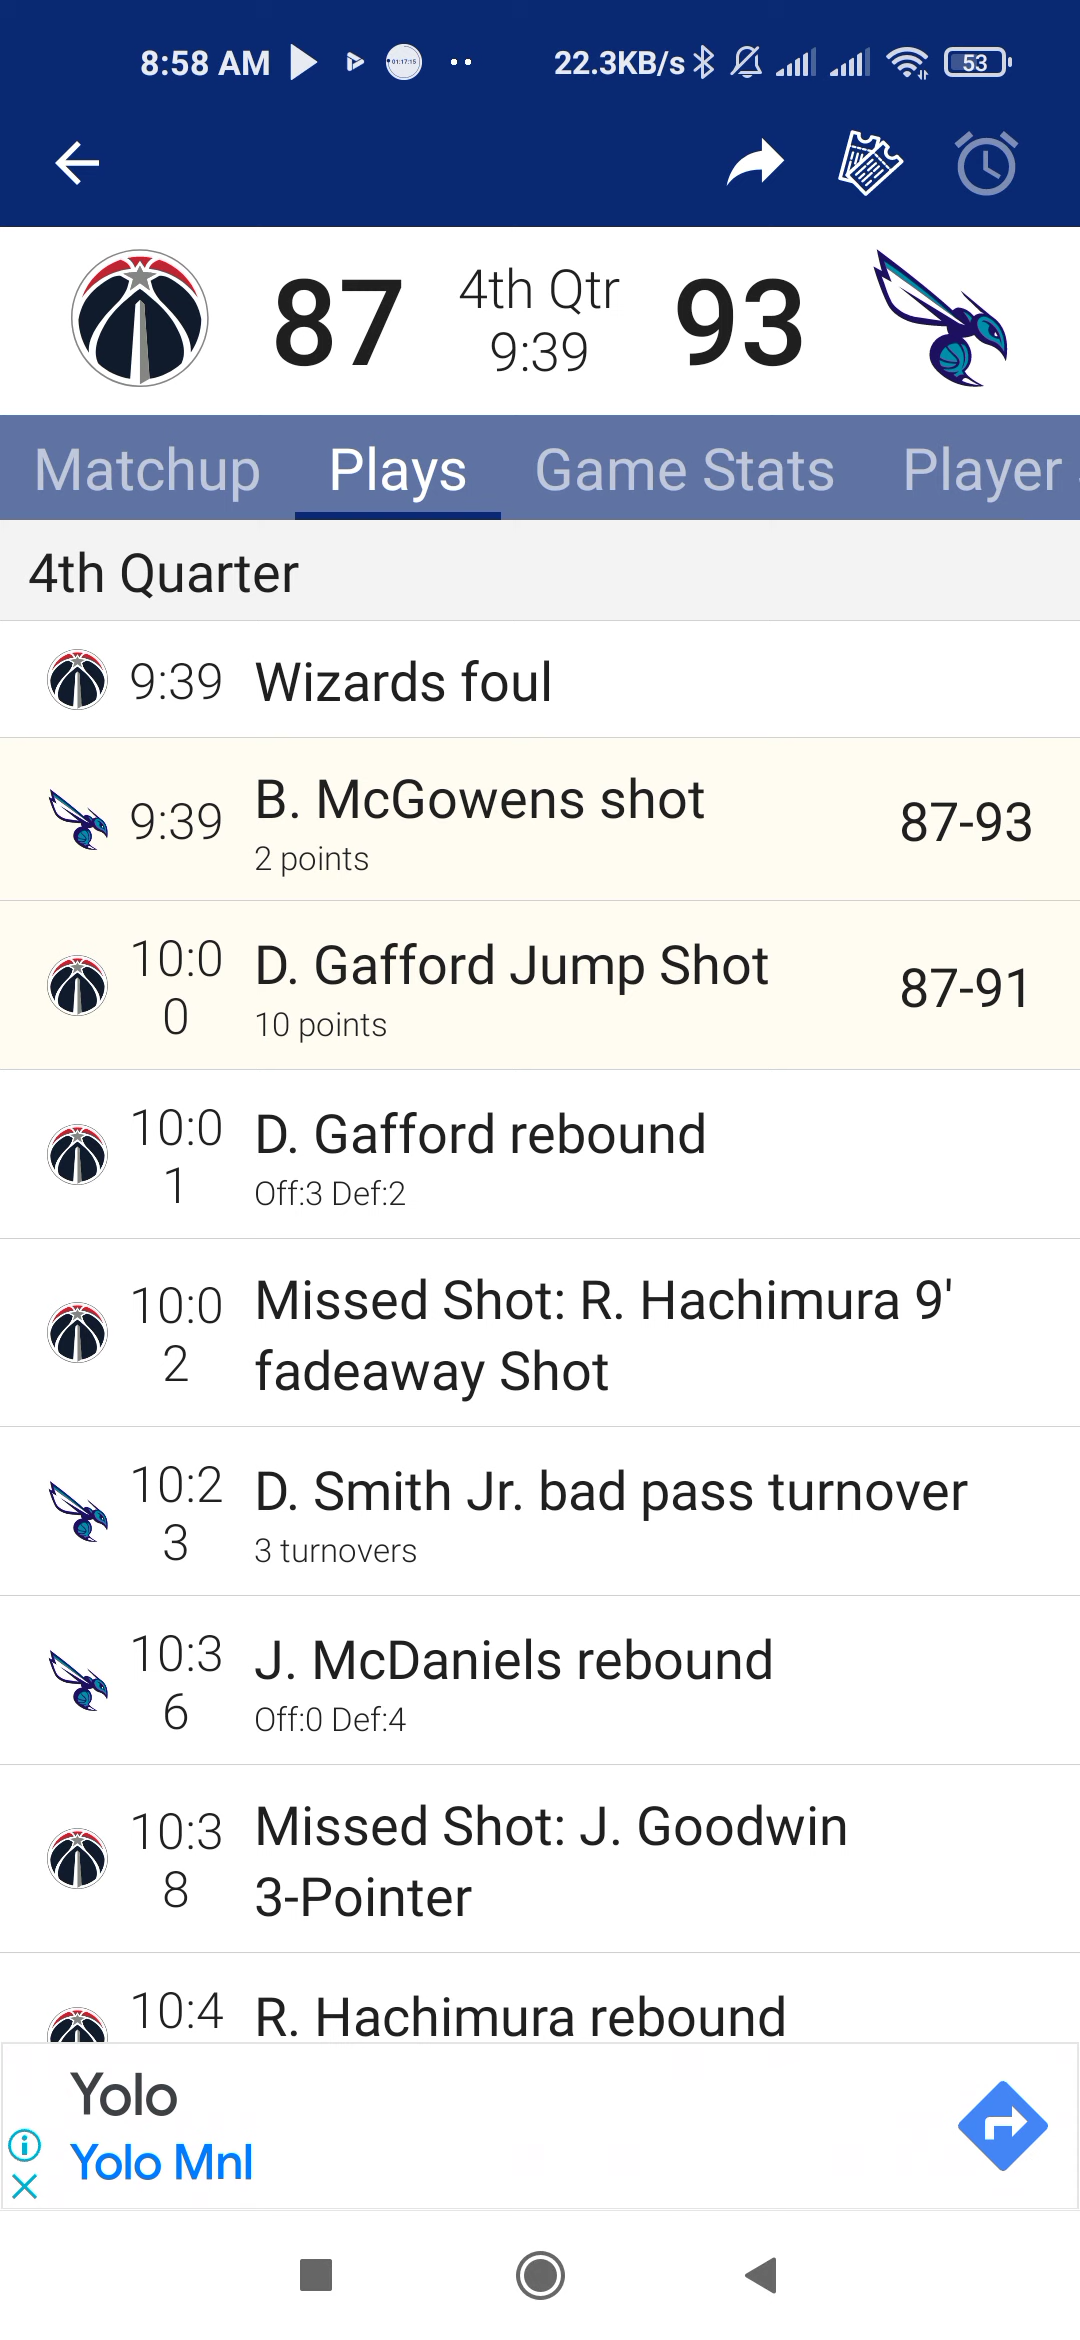 8:58 AM 22.3KB/s 53
87 4th Qtr 93
9:39
Matchup Plays Game Stats Player
4th Quarter
9:39 Wizards foul
9:39 B. McGowens shot 87-93
2 points
10:0
0 D. Gafford Jump Shot 87-91
10 points
10:0
1 D. Gafford rebound
Off:3 Def:2
10:0
2 Missed Shot: R. Hachimura 9'
fadeaway Shot
10:2
3 D. Smith Jr. bad pass turnover
3 turnovers
10:3
6 J. McDaniels rebound
Off:0 Def:4
10:3
8 Missed Shot: J. Goodwin
3-Pointer
10:4 R. Hachimura rebound
Yolo
Yolo Mnl